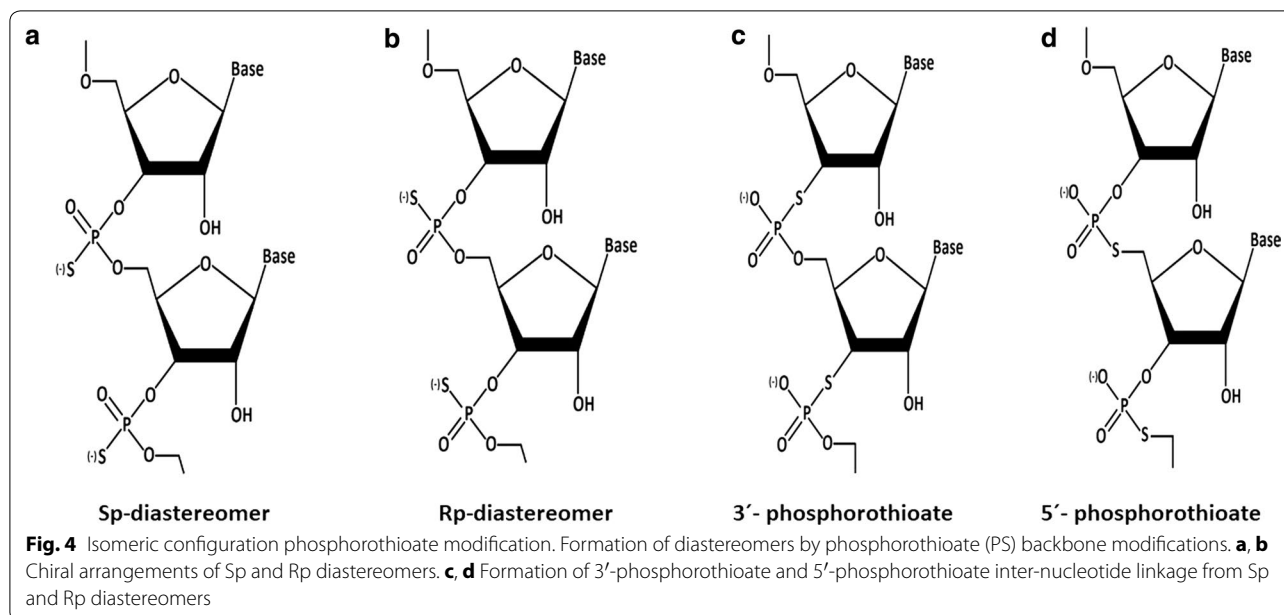 a b c d
Base Base Base Base
O O O O O O O O
O O S O
O (-)S (-)O (-)O
P OH P OH P OH P OH
(-)S O O O O O O S
O Base O Base O Base O Base
O O S O
O (-)S (-)O (-)O
P OH P OH P OH P OH
(-)S O O O O O O S
Sp-diastereomer Rp-diastereomer 3´- phosphorothioate 5´- phosphorothioate
Fig. 4 Isomeric configuration phosphorothioate modification. Formation of diastereomers by phosphorothioate (PS) backbone modifications. a, b
Chiral arrangements of Sp and Rp diastereomers. c, d Formation of 3′-phosphorothioate and 5′-phosphorothioate inter-nucleotide linkage from Sp
and Rp diastereomers